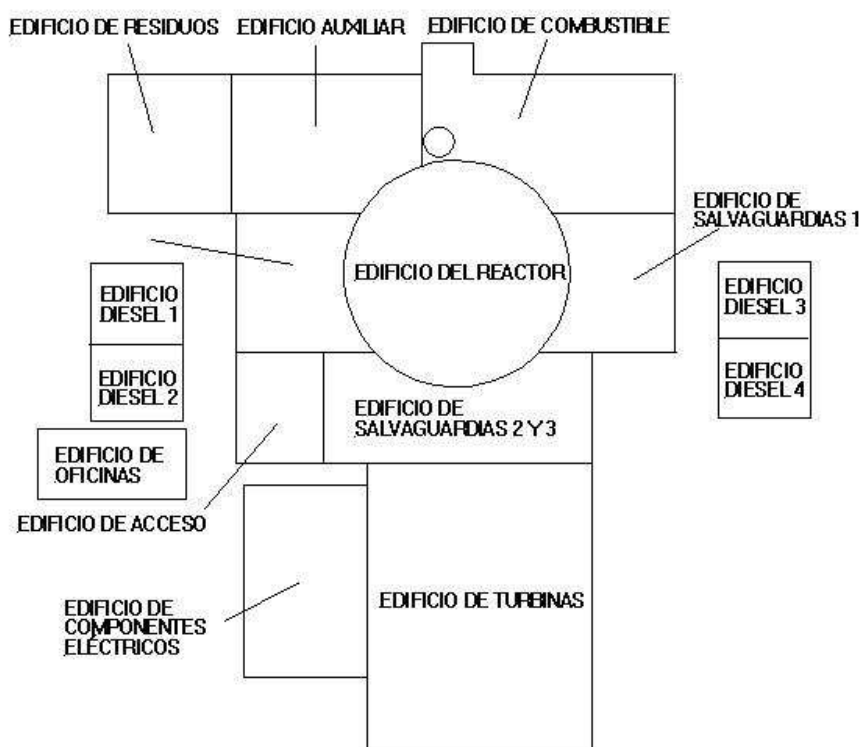 EDIFICIO DE RESIDUOS
EDIFICIO AUXILIAR
EDIFICIO DE COMBUSTIBLE
EDIFICIO DE
SALVAGUARDIAS 1
EDIFICIO DEL REACTOR
EDIFICIO
DIESEL 1
EDIFICIO
DIESEL 3
EDIFICIO
DIESEL 2
EDIFICIO
DIESEL 4
EDIFICIO DE
SALVAGUARDIAS 2 Y 3
EDIFICIO DE
OFICINAS
EDIFICIO DE ACCESO
EDIFICIO DE
COMPONENTES
ELÉCTRICOS
EDIFICIO DE TURBINAS